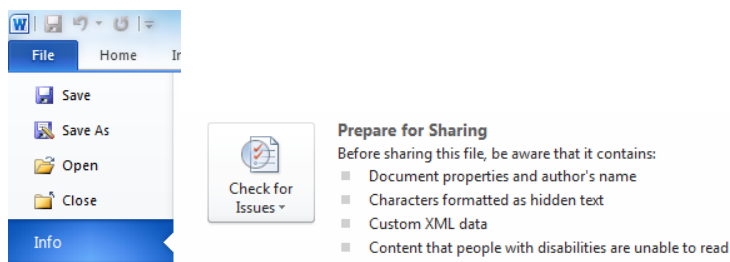 W
File Home In
Save
Save As
Open
Close
Info
Check for
Issues
Prepare for Sharing
Before sharing this file, be aware that it contains:
Document properties and author's name
Characters formatted as hidden text
Custom XML data
Content that people with disabilities are unable to read